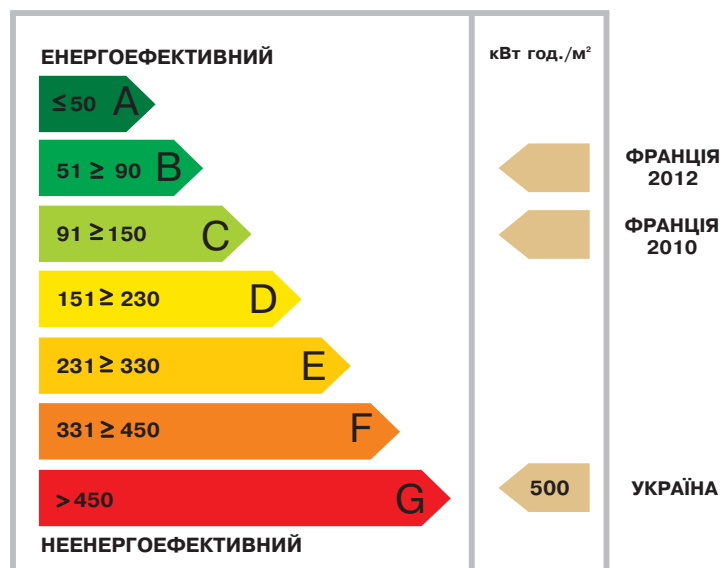 ЕНЕРГОЕФЕКТИВНИЙ
кВт год./м²
≤50 A
51 ≥ 90 B
ФРАНЦІЯ
2012
91 ≥150 C
ФРАНЦІЯ
2010
151 ≥ 230 D
231 ≥ 330 E
331 ≥ 450 F
>450 G
500
УКРАЇНА
НЕЕНЕРГОЕФЕКТИВНИЙ